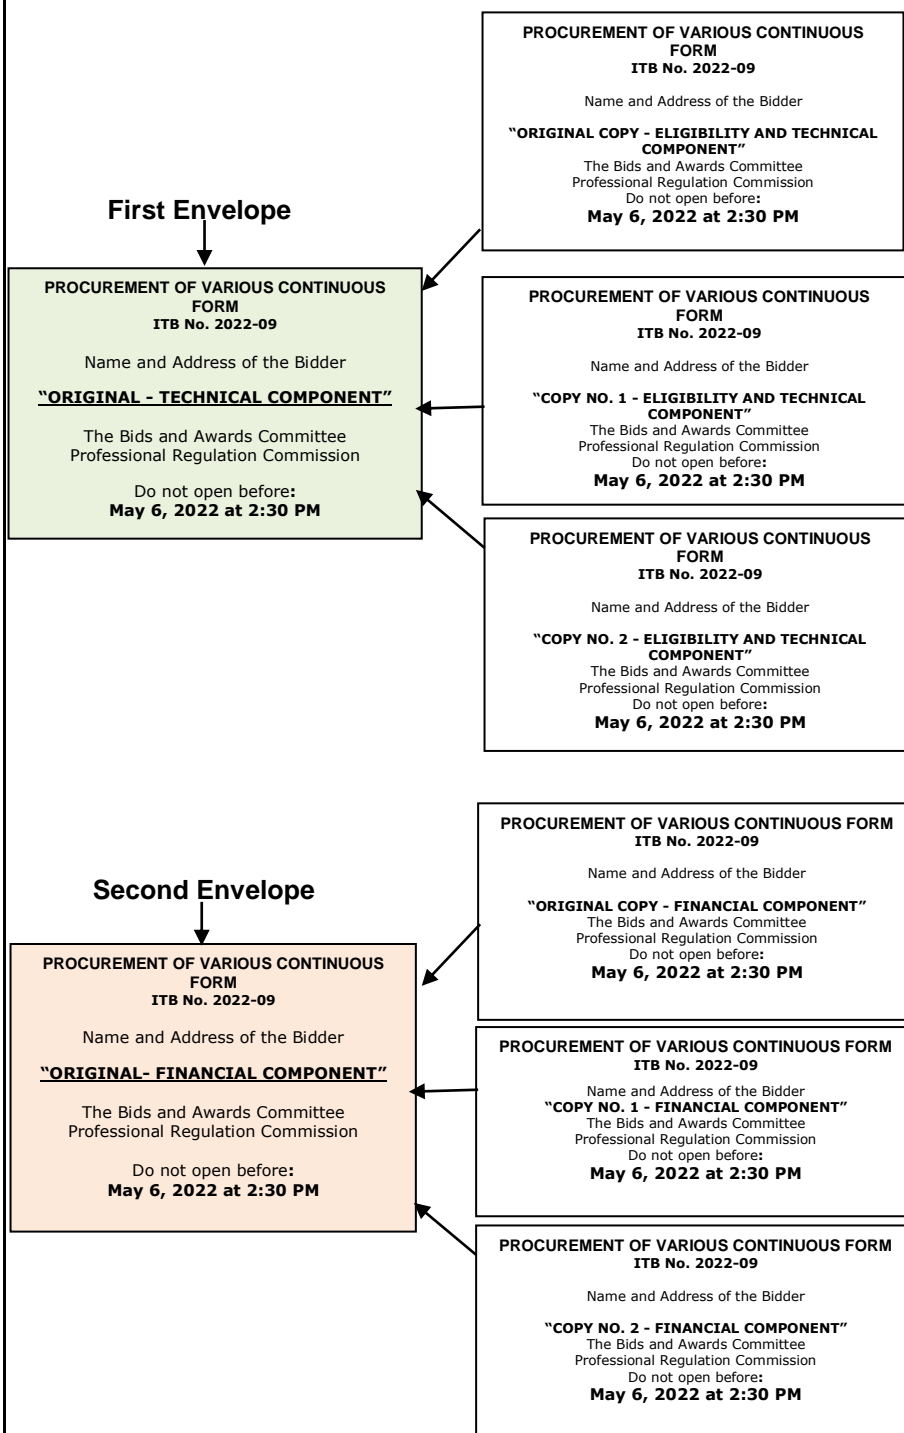 First Envelope
PROCUREMENT OF VARIOUS CONTINUOUS
FORM
ITB No. 2022-09
Name and Address of the Bidder
“ORIGINAL - TECHNICAL COMPONENT”
The Bids and Awards Committee
Professional Regulation Commission
Do not open before:
May 6, 2022 at 2:30 PM
PROCUREMENT OF VARIOUS CONTINUOUS
FORM
ITB No. 2022-09
Name and Address of the Bidder
“ORIGINAL COPY - ELIGIBILITY AND TECHNICAL
COMPONENT”
The Bids and Awards Committee
Professional Regulation Commission
Do not open before:
May 6, 2022 at 2:30 PM
PROCUREMENT OF VARIOUS CONTINUOUS
FORM
ITB No. 2022-09
Name and Address of the Bidder
“COPY NO. 1 - ELIGIBILITY AND TECHNICAL
COMPONENT”
The Bids and Awards Committee
Professional Regulation Commission
Do not open before:
May 6, 2022 at 2:30 PM
PROCUREMENT OF VARIOUS CONTINUOUS
FORM
ITB No. 2022-09
Name and Address of the Bidder
“COPY NO. 2 - ELIGIBILITY AND TECHNICAL
COMPONENT”
The Bids and Awards Committee
Professional Regulation Commission
Do not open before:
May 6, 2022 at 2:30 PM
Second Envelope
PROCUREMENT OF VARIOUS CONTINUOUS
FORM
ITB No. 2022-09
Name and Address of the Bidder
“ORIGINAL- FINANCIAL COMPONENT”
The Bids and Awards Committee
Professional Regulation Commission
Do not open before:
May 6, 2022 at 2:30 PM
PROCUREMENT OF VARIOUS CONTINUOUS FORM
ITB No. 2022-09
Name and Address of the Bidder
“ORIGINAL COPY - FINANCIAL COMPONENT”
The Bids and Awards Committee
Professional Regulation Commission
Do not open before:
May 6, 2022 at 2:30 PM
PROCUREMENT OF VARIOUS CONTINUOUS FORM
ITB No. 2022-09
Name and Address of the Bidder
“COPY NO. 1 - FINANCIAL COMPONENT”
The Bids and Awards Committee
Professional Regulation Commission
Do not open before:
May 6, 2022 at 2:30 PM
PROCUREMENT OF VARIOUS CONTINUOUS FORM
ITB No. 2022-09
Name and Address of the Bidder
“COPY NO. 2 - FINANCIAL COMPONENT”
The Bids and Awards Committee
Professional Regulation Commission
Do not open before:
May 6, 2022 at 2:30 PM